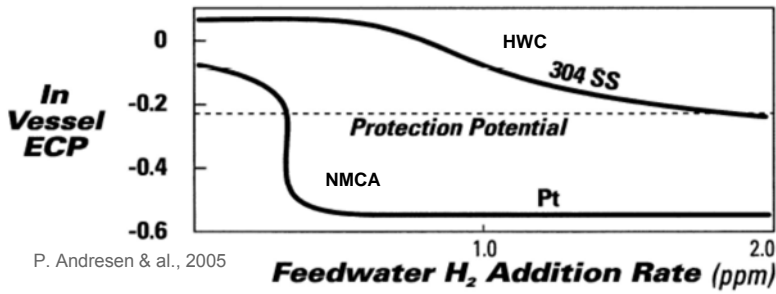 0
HWC
304 SS
In
Vessel
ECP
-0.2
Protection Potential
-0.4
NMCA
Pt
-0.6
P. Andresen & al., 2005
1.0
2.0
Feedwater H₂ Addition Rate (ppm)